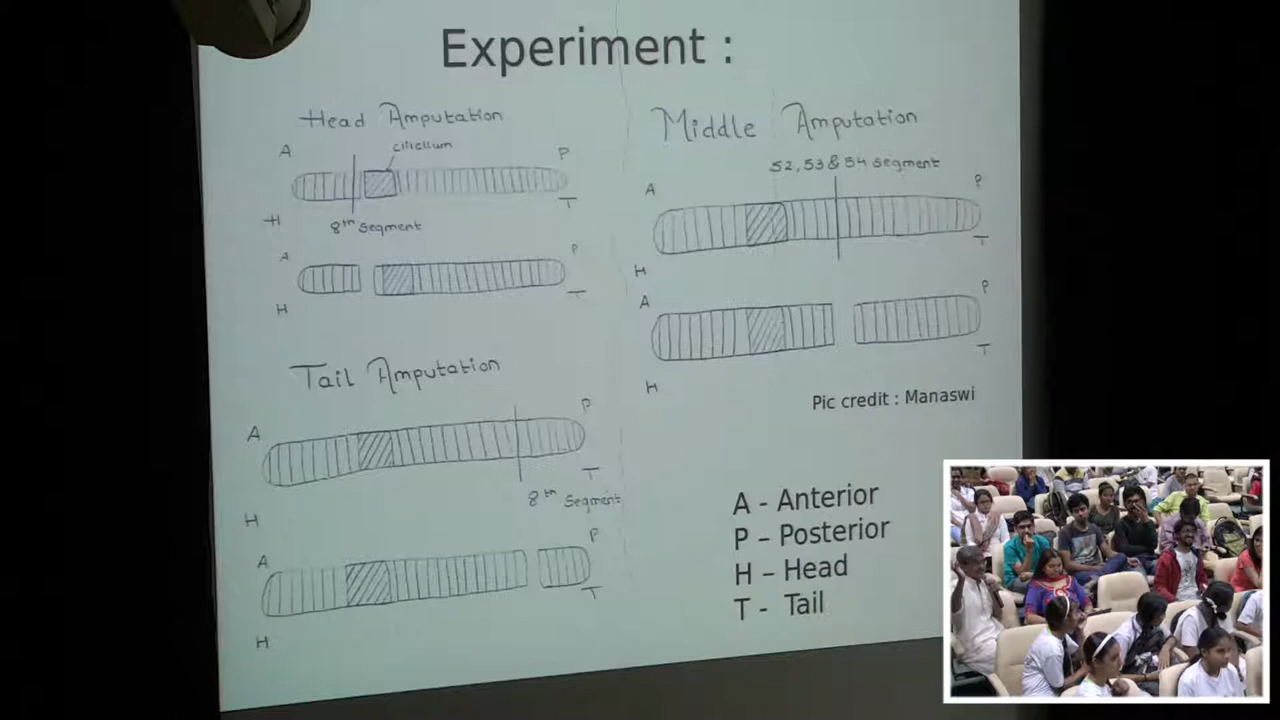 Experiment :
Head Amputation
A
citellum
P
H
8th Segment
T
A
P
H
T
Tail Amputation
A
P
H
8th Segment
T
A
P
H
T
Middle Amputation
52, 53 & 54 segment
A
P
H
T
A
P
H
T
Pic credit : Manaswi
A - Anterior
P – Posterior
H – Head
T - Tail